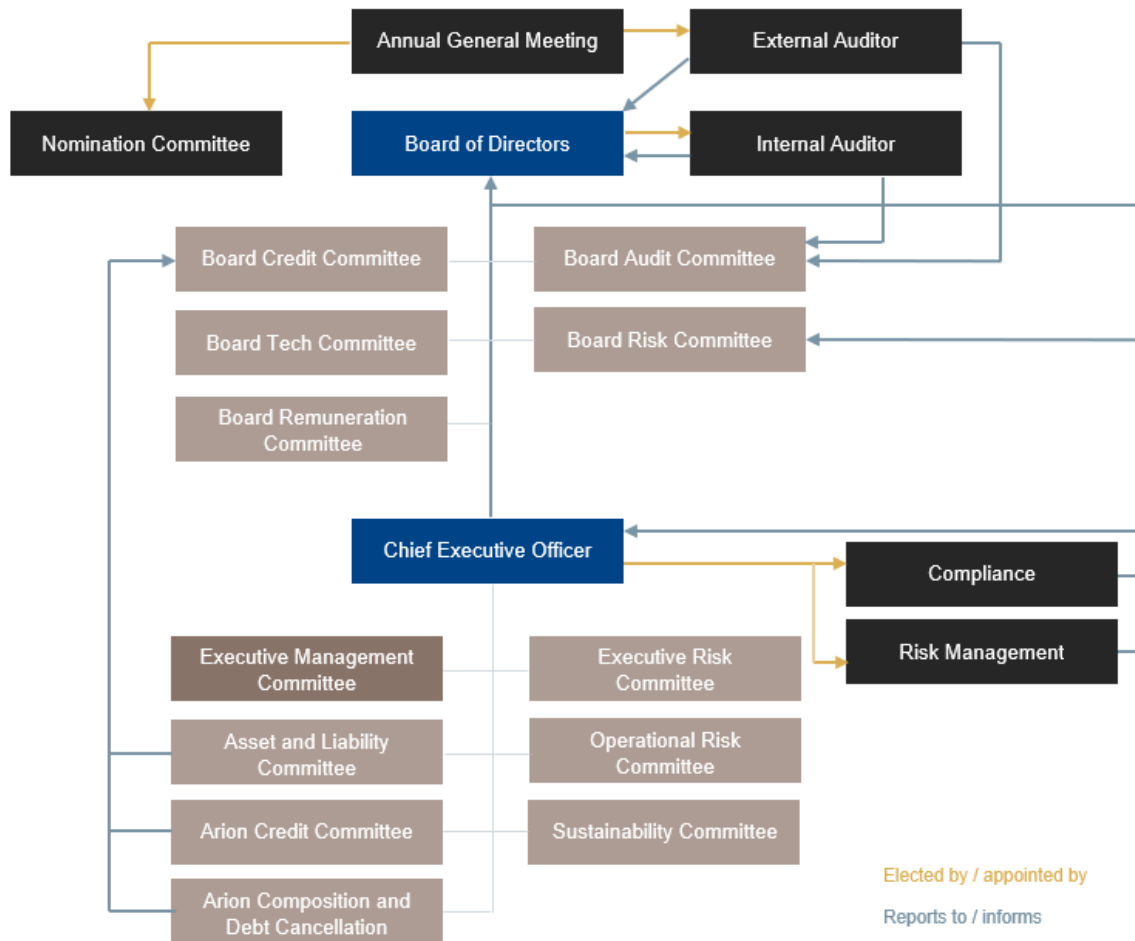 Annual General Meeting
External Auditor
Nomination Committee
Board of Directors
Internal Auditor
Board Credit Committee
Board Audit Committee
Board Tech Committee
Board Risk Committee
Board Remuneration
Committee
Chief Executive Officer
Compliance
Risk Management
Executive Management
Committee
Executive Risk
Committee
Asset and Liability
Committee
Operational Risk
Committee
Arion Credit Committee
Sustainability Committee
Arion Composition and
Debt Cancellation
Elected by / appointed by
Reports to / informs